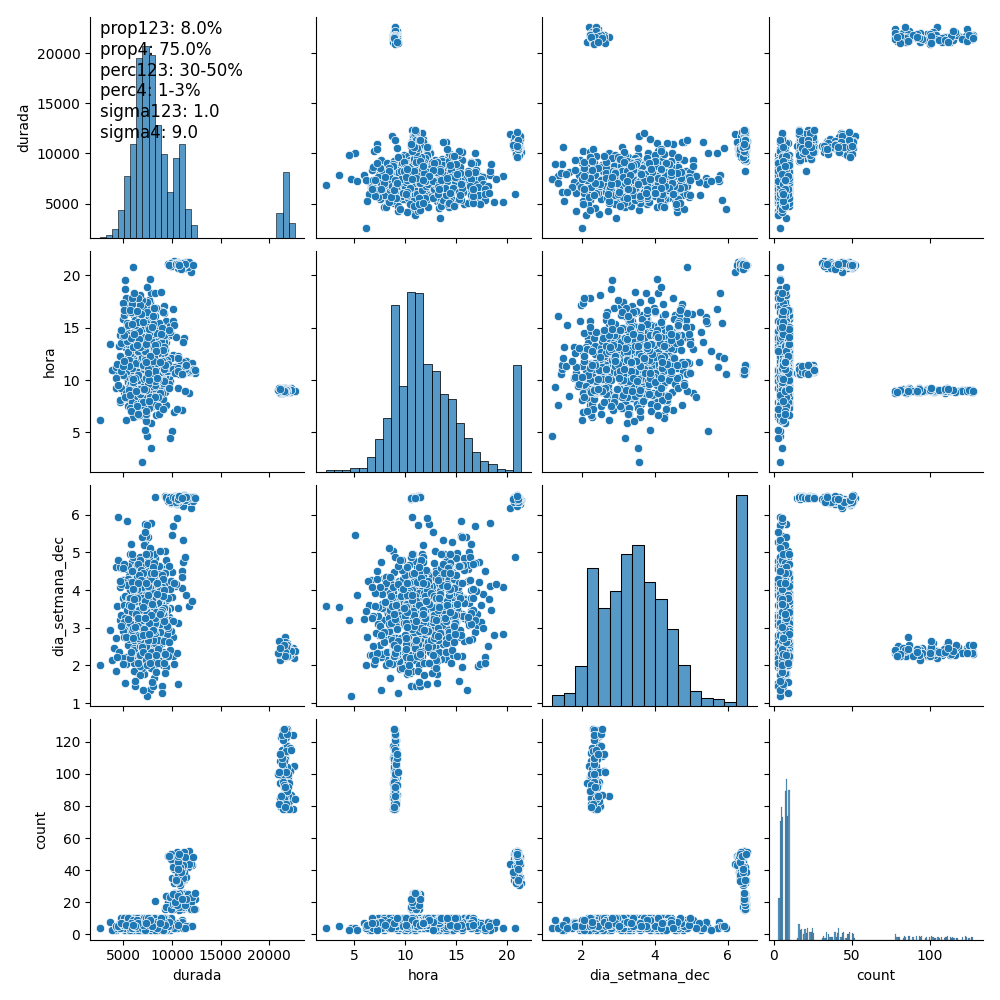 prop123: 8.0%
prop4: 75.0%
perc123: 30-50%
perc4: 1-3%
sigma123: 1.0
sigma4: 9.0
durada
20000
15000
10000
5000
hora
20
15
10
5
dia_setmana_dec
6
5
4
3
2
1
count
120
100
80
60
40
20
0
5000 10000 15000 20000
durada
5 10 15 20
hora
2 4 6
dia_setmana_dec
0 50 100
count